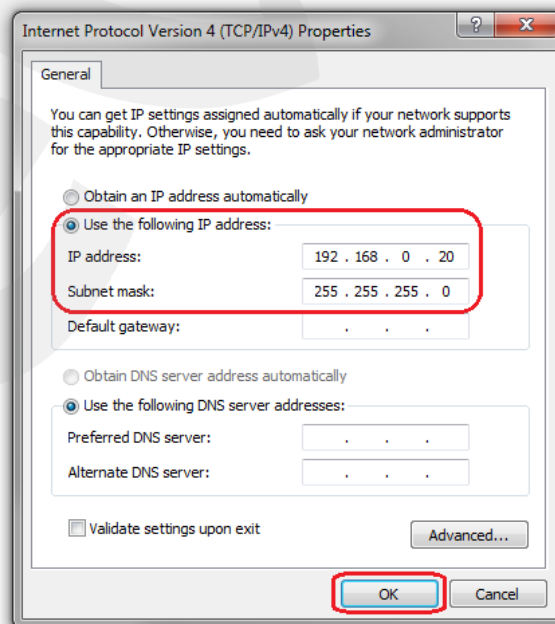 Internet Protocol Version 4 (TCP/IPv4) Properties
General
You can get IP settings assigned automatically if your network supports
this capability. Otherwise, you need to ask your network administrator
for the appropriate IP settings.
Obtain an IP address automatically
Use the following IP address:
IP address: 192 . 168 . 0 . 20
Subnet mask: 255 . 255 . 255 . 0
Default gateway: . . .
Obtain DNS server address automatically
Use the following DNS server addresses:
Preferred DNS server: . . .
Alternate DNS server: . . .
Validate settings upon exit
Advanced...
OK Cancel